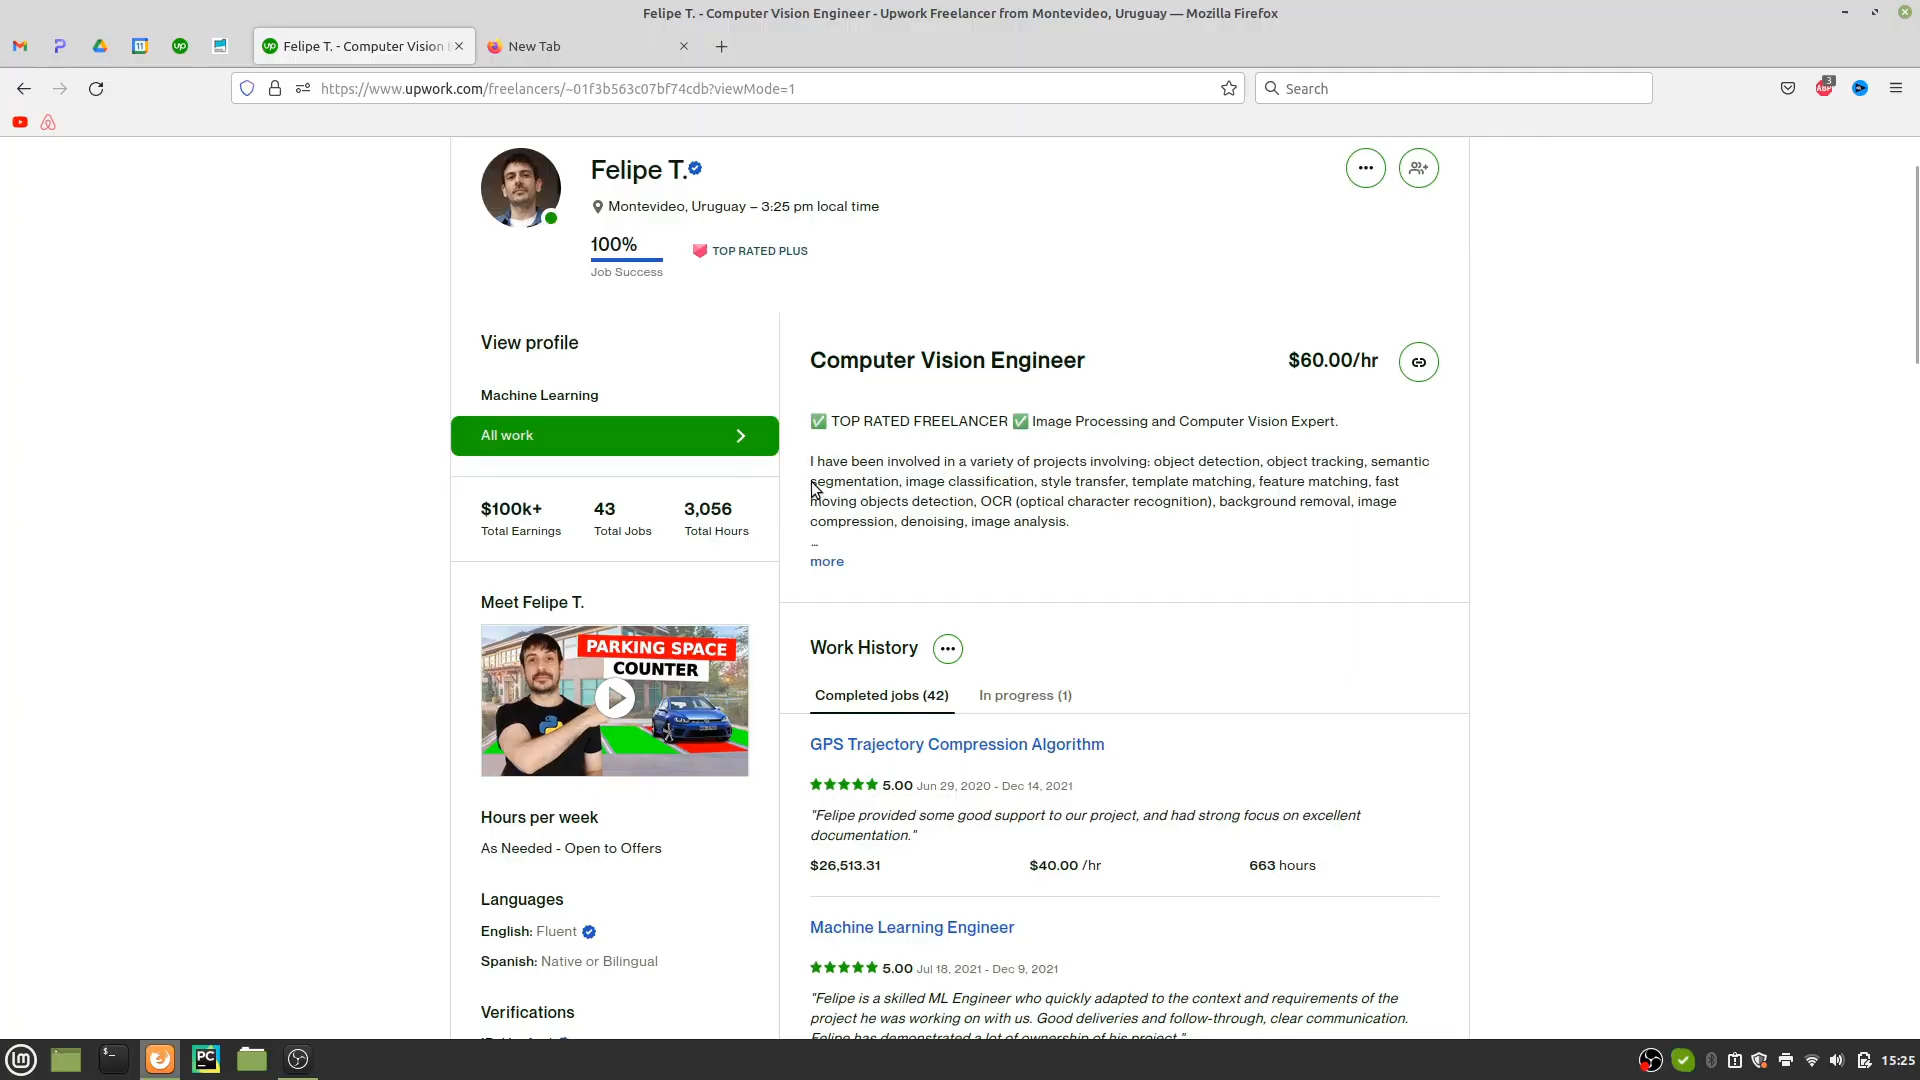 Felipe T. - Computer Vision Engineer - Upwork Freelancer from Montevideo, Uruguay — Mozilla Firefox
Felipe T. - Computer Vision
New Tab
https://www.upwork.com/freelancers/~01f3b563c07bf74cdb?viewMode=1
Search
3
ABP
Felipe T.
Montevideo, Uruguay – 3:25 pm local time
100%
TOP RATED PLUS
Job Success
View profile
Machine Learning
All work
$100k+ 43 3,056
Total Earnings Total Jobs Total Hours
Meet Felipe T.
PARKING SPACE
COUNTER
Hours per week
As Needed - Open to Offers
Languages
English: Fluent
Spanish: Native or Bilingual
Verifications
Computer Vision Engineer $60.00/hr
✅ TOP RATED FREELANCER ✅ Image Processing and Computer Vision Expert.
I have been involved in a variety of projects involving: object detection, object tracking, semantic
segmentation, image classification, style transfer, template matching, feature matching, fast
moving objects detection, OCR (optical character recognition), background removal, image
compression, denoising, image analysis.
...
more
Work History
Completed jobs (42) In progress (1)
GPS Trajectory Compression Algorithm
5.00 Jun 29, 2020 - Dec 14, 2021
"Felipe provided some good support to our project, and had strong focus on excellent
documentation."
$26,513.31 $40.00 /hr 663 hours
Machine Learning Engineer
5.00 Jul 18, 2021 - Dec 9, 2021
"Felipe is a skilled ML Engineer who quickly adapted to the context and requirements of the
project he was working on with us. Good deliveries and follow-through, clear communication.
Felipe has demonstrated a lot of ownership of his project."
PC
15:25